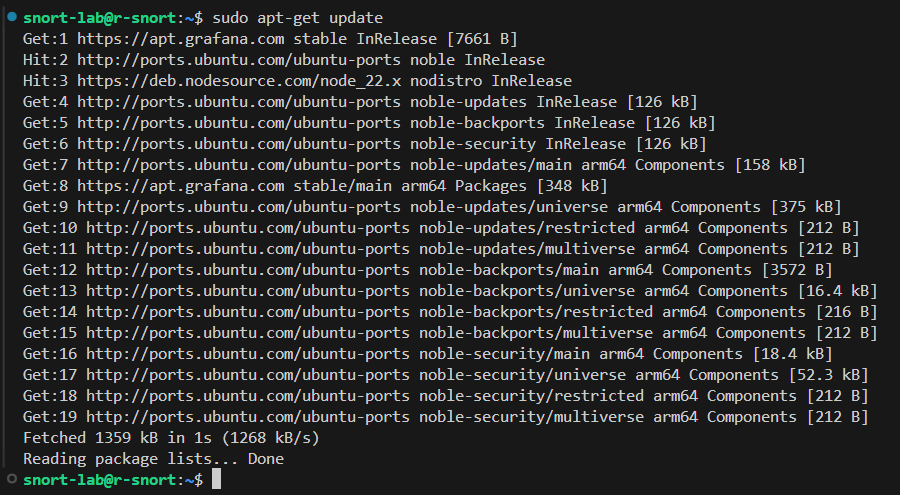 snort-lab@r-snort:~$ sudo apt-get update
Get:1 https://apt.grafana.com stable InRelease [7661 B]
Hit:2 http://ports.ubuntu.com/ubuntu-ports noble InRelease
Hit:3 https://deb.nodesource.com/node_22.x nodistro InRelease
Get:4 http://ports.ubuntu.com/ubuntu-ports noble-updates InRelease [126 kB]
Get:5 http://ports.ubuntu.com/ubuntu-ports noble-backports InRelease [126 kB]
Get:6 http://ports.ubuntu.com/ubuntu-ports noble-security InRelease [126 kB]
Get:7 http://ports.ubuntu.com/ubuntu-ports noble-updates/main arm64 Components [158 kB]
Get:8 https://apt.grafana.com stable/main arm64 Packages [348 kB]
Get:9 http://ports.ubuntu.com/ubuntu-ports noble-updates/universe arm64 Components [375 kB]
Get:10 http://ports.ubuntu.com/ubuntu-ports noble-updates/restricted arm64 Components [212 B]
Get:11 http://ports.ubuntu.com/ubuntu-ports noble-updates/multiverse arm64 Components [212 B]
Get:12 http://ports.ubuntu.com/ubuntu-ports noble-backports/main arm64 Components [3572 B]
Get:13 http://ports.ubuntu.com/ubuntu-ports noble-backports/universe arm64 Components [16.4 kB]
Get:14 http://ports.ubuntu.com/ubuntu-ports noble-backports/restricted arm64 Components [216 B]
Get:15 http://ports.ubuntu.com/ubuntu-ports noble-backports/multiverse arm64 Components [212 B]
Get:16 http://ports.ubuntu.com/ubuntu-ports noble-security/main arm64 Components [18.4 kB]
Get:17 http://ports.ubuntu.com/ubuntu-ports noble-security/universe arm64 Components [52.3 kB]
Get:18 http://ports.ubuntu.com/ubuntu-ports noble-security/restricted arm64 Components [212 B]
Get:19 http://ports.ubuntu.com/ubuntu-ports noble-security/multiverse arm64 Components [212 B]
Fetched 1359 kB in 1s (1268 kB/s)
Reading package lists... Done
snort-lab@r-snort:~$